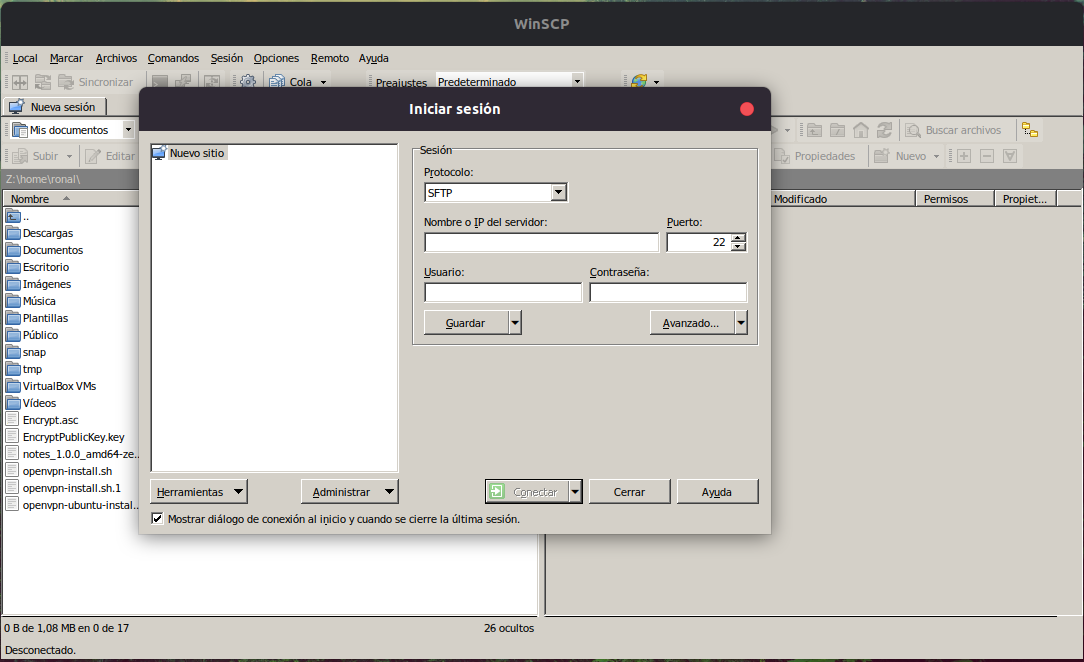 WinSCP
Local Marcar Archivos Comandos Sesión Opciones Remoto Ayuda
Sincronizar Cola Preajustes Predeterminado
Nueva sesión
Mis documentos
Buscar archivos
Subir Editar
Propiedades Nuevo
Z:\home\ronal\
Nombre
Modificado Permisos Propiet...
..
Descargas
Documentos
Escritorio
Imágenes
Música
Plantillas
Público
snap
tmp
VirtualBox VMs
Vídeos
Encrypt.asc
EncryptPublicKey.key
notes_1.0.0_amd64-ze...
openvpn-install.sh
openvpn-install.sh.1
openvpn-ubuntu-instal...
Iniciar sesión
Nuevo sitio
Sesión
Protocolo:
SFTP
Nombre o IP del servidor: Puerto:
22
Usuario: Contraseña:
Guardar Avanzado...
Herramientas Administrar Conectar Cerrar Ayuda
Mostrar diálogo de conexión al inicio y cuando se cierre la última sesión.
0 B de 1,08 MB en 0 de 17 26 ocultos
Desconectado.